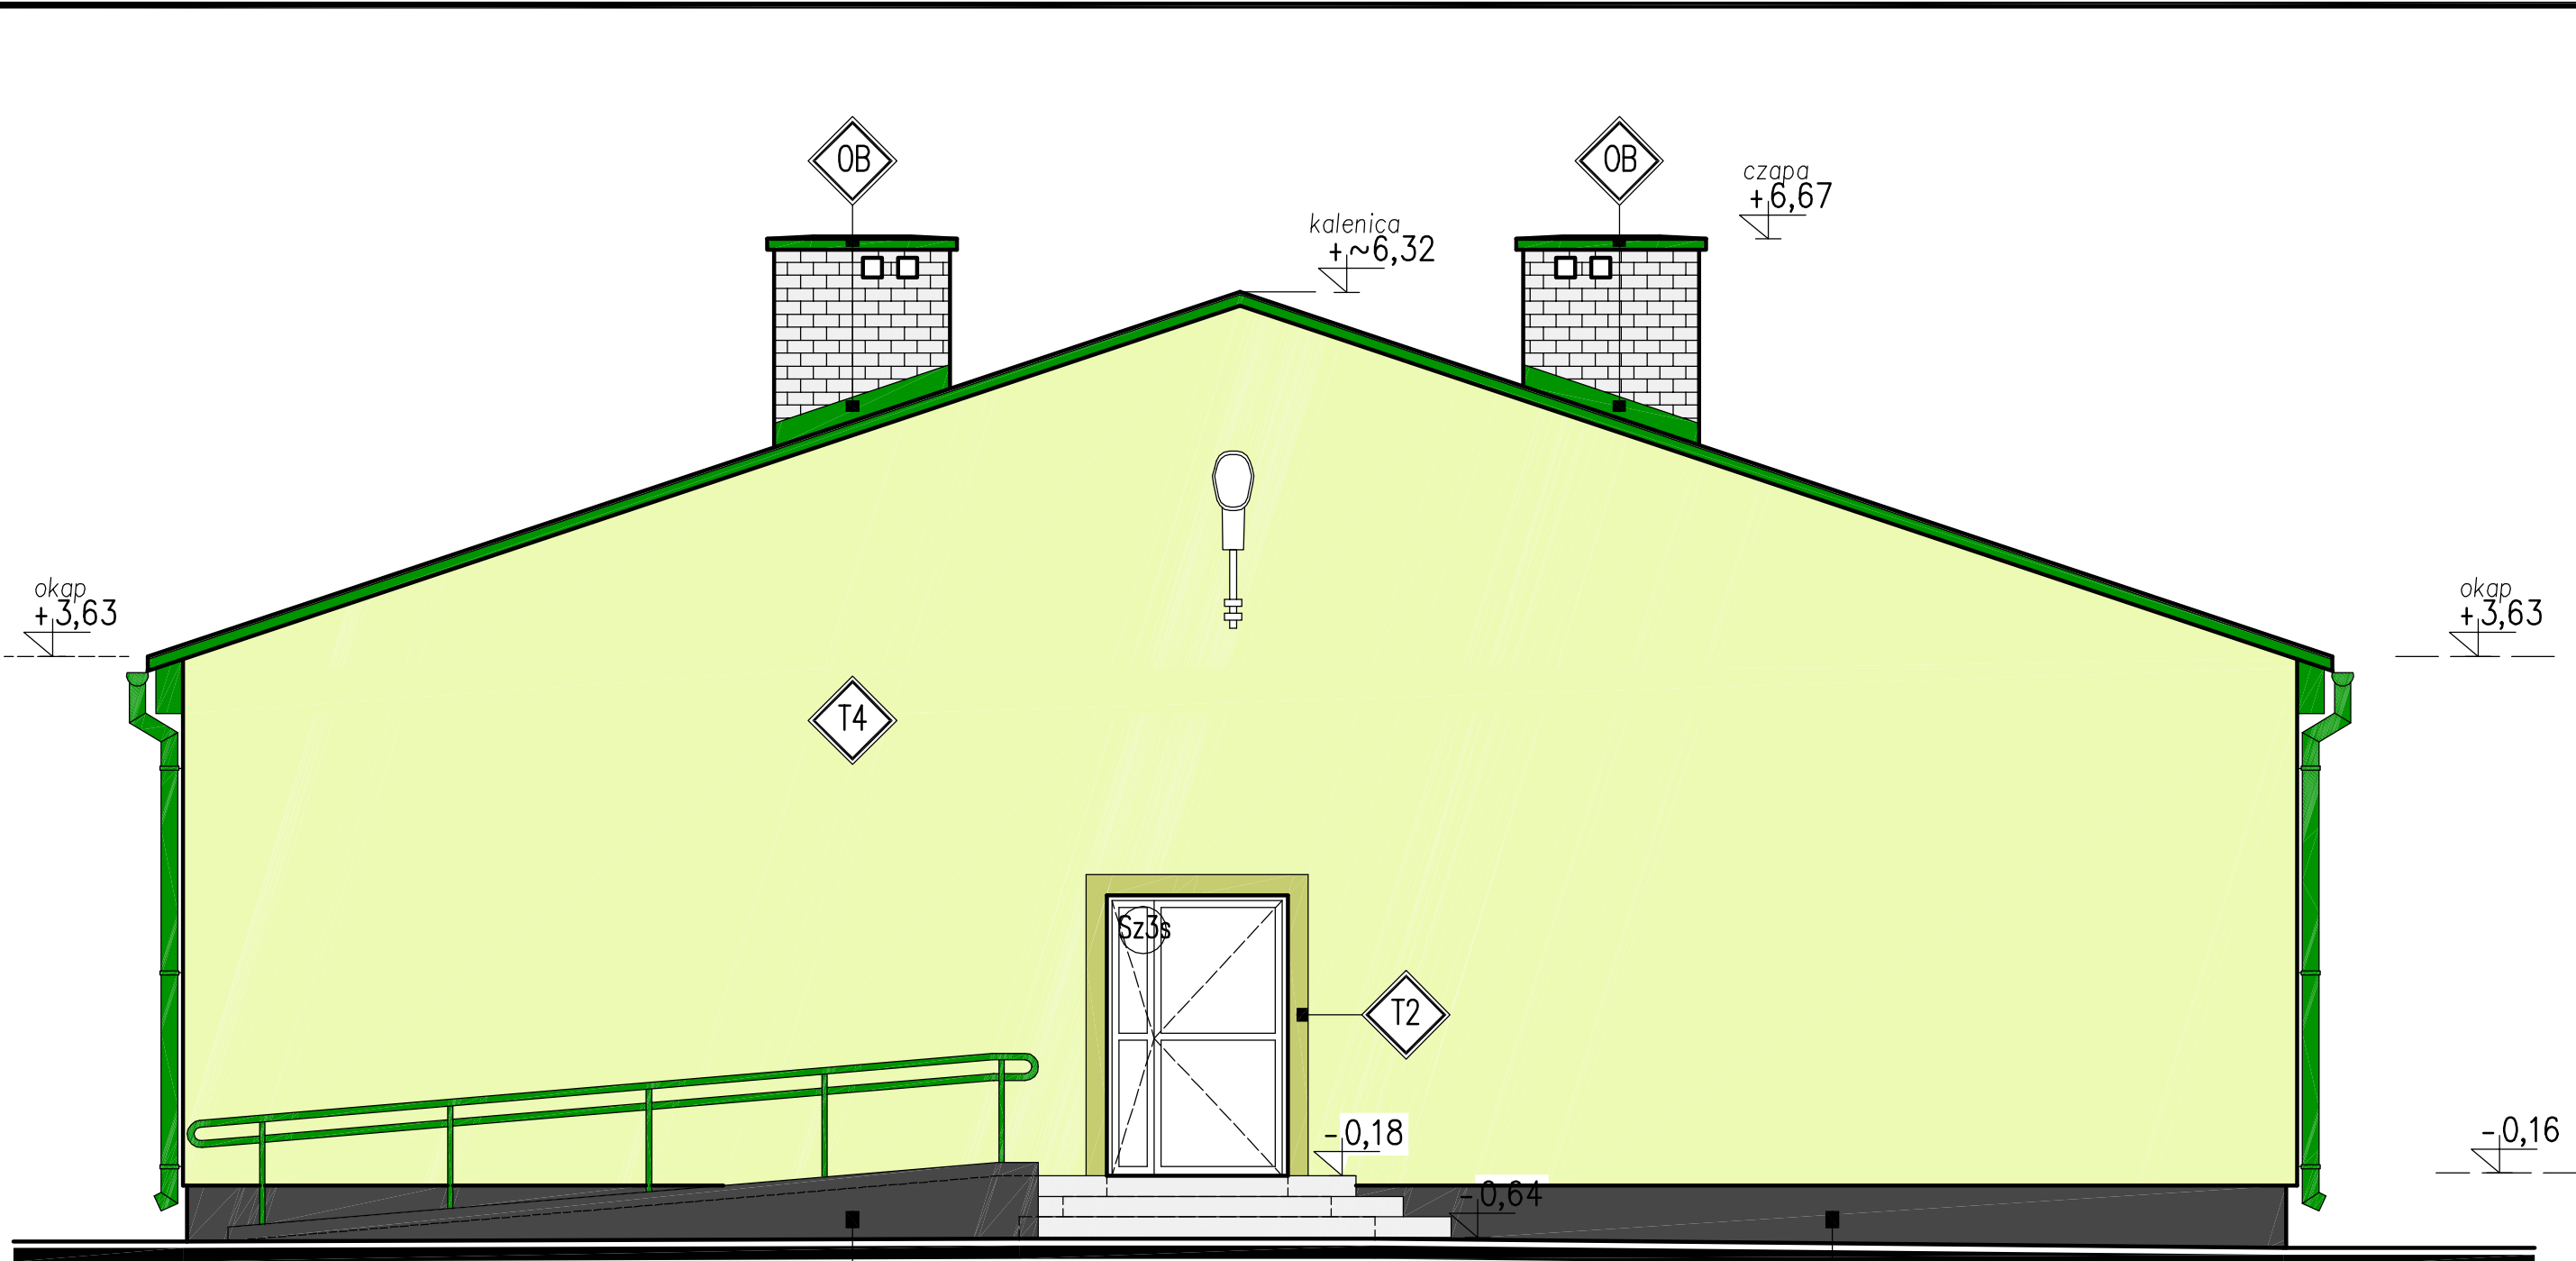 OB
OB
czapa
+6,67
kalenica
+~6,32
okap
+3,63
okap
+3,63
T4
Sz3s
T2
-0,18
-0,16
-0,64